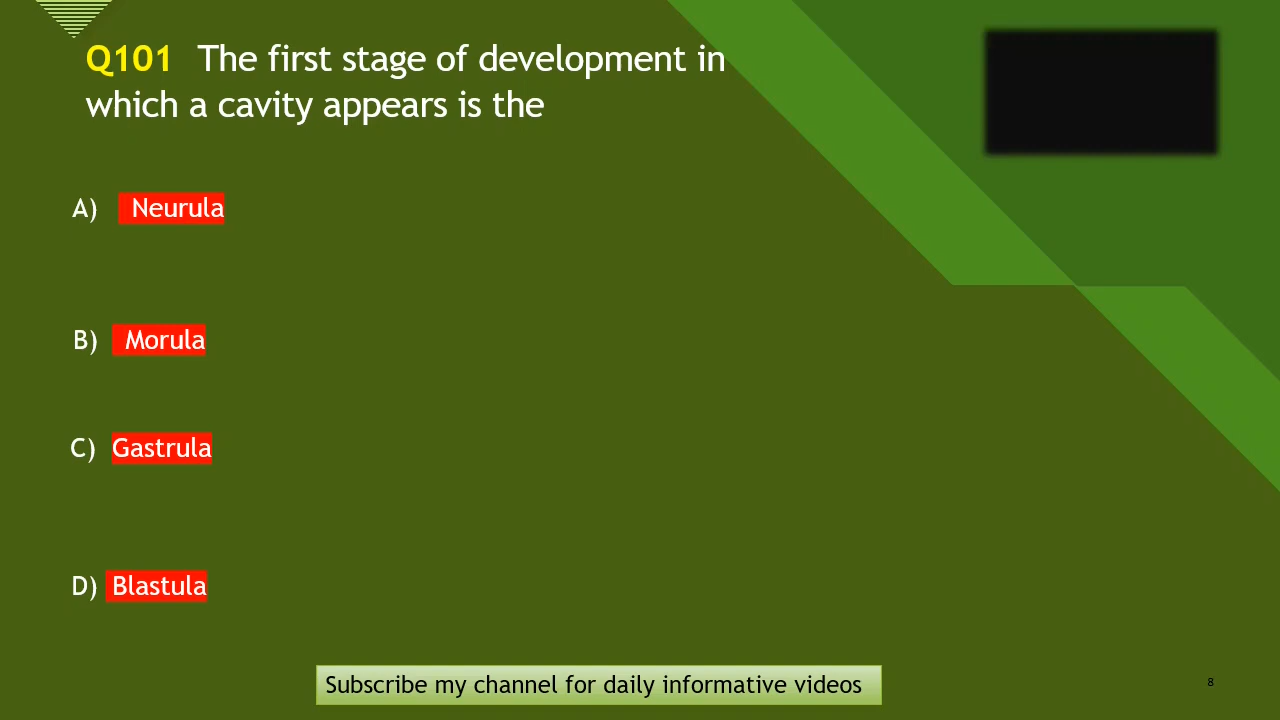 Q101 The first stage of development in
which a cavity appears is the
A) Neurula
B) Morula
C) Gastrula
D) Blastula
Subscribe my channel for daily informative videos
8